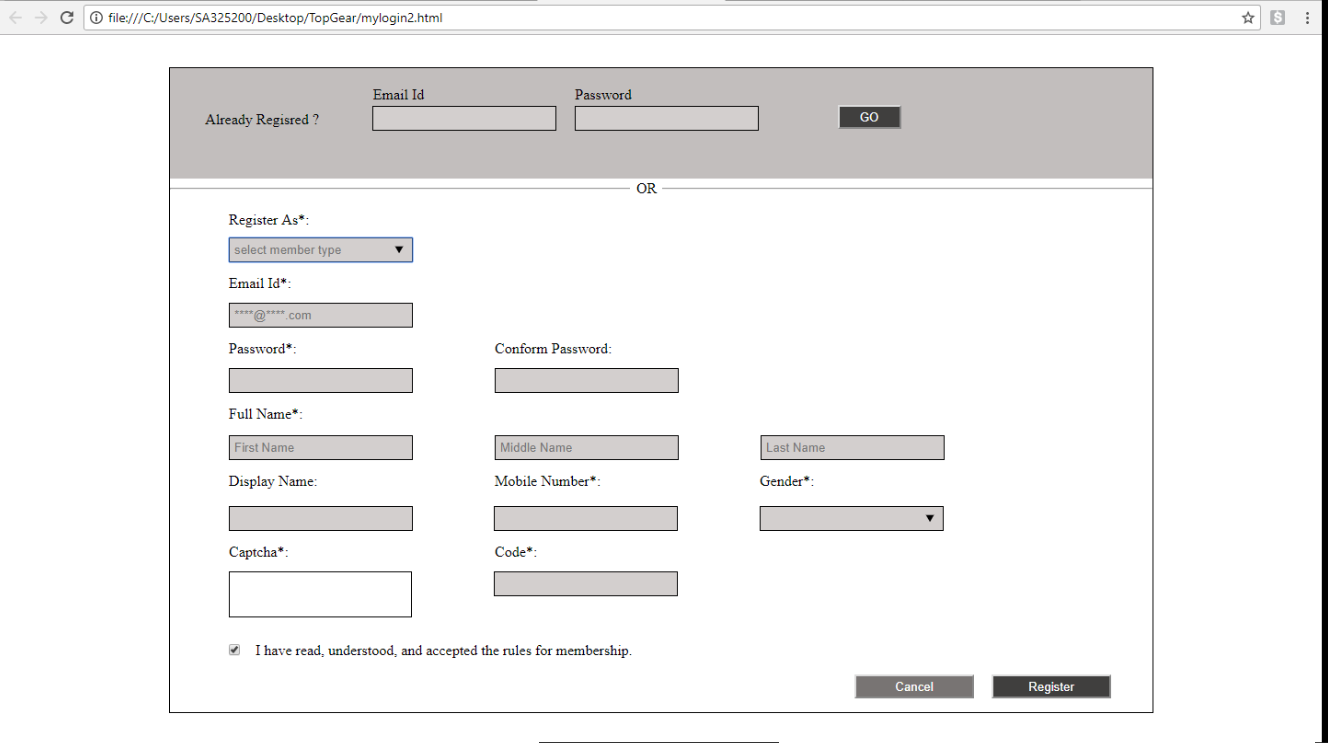 file:///C:/Users/SA325200/Desktop/TopGear/mylogin2.html
Email Id Password
Already Regisred ? GO
OR
Register As*:
select member type
Email Id*:
****@****.com
Password*: Conform Password:
Full Name*:
First Name Middle Name Last Name
Display Name: Mobile Number*: Gender*:
Captcha*: Code*:
I have read, understood, and accepted the rules for membership.
Cancel Register